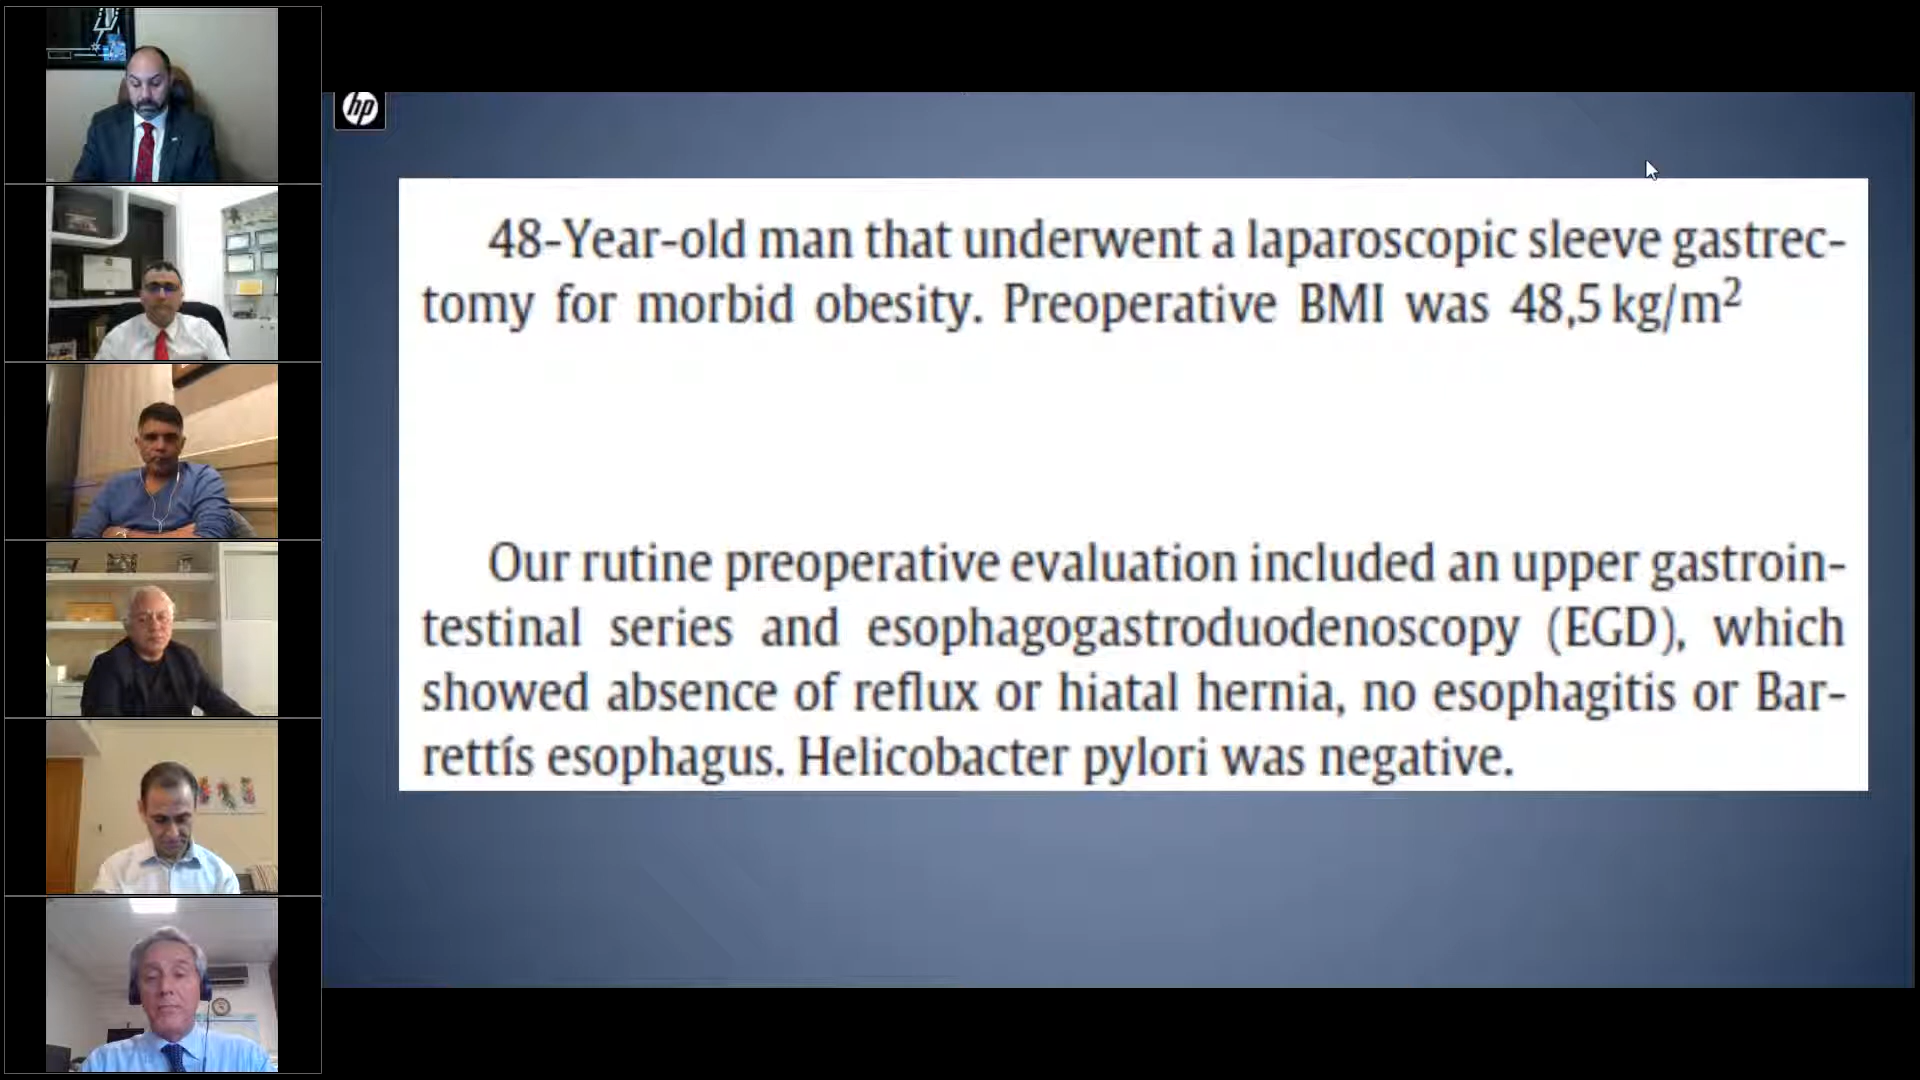 hp
48-Year-old man that underwent a laparoscopic sleeve gastrec-
tomy for morbid obesity. Preoperative BMI was 48,5 kg/m²
Our rutine preoperative evaluation included an upper gastroin-
testinal series and esophagogastroduodenoscopy (EGD), which
showed absence of reflux or hiatal hernia, no esophagitis or Bar-
rettís esophagus. Helicobacter pylori was negative.